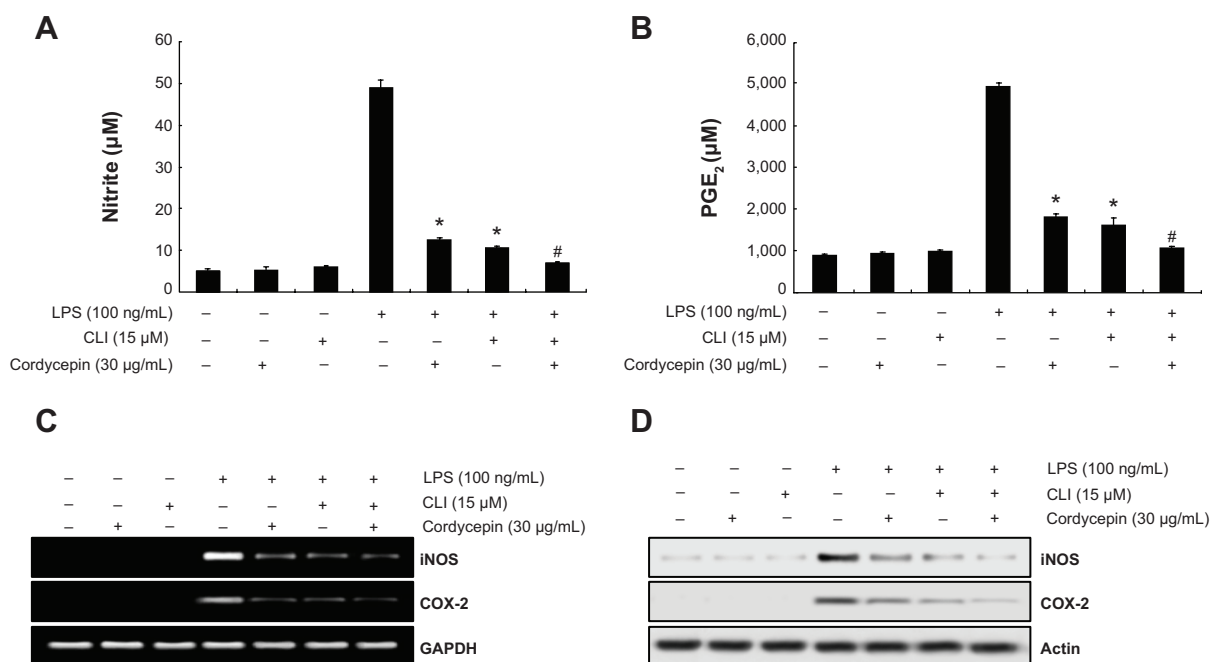 A
60
50
40
30
20
10
0
Nitrite (µM)
* * #
LPS (100 ng/mL) – – – + + + +
CLI (15 µM) – – + – – + +
Cordycepin (30 µg/mL) – + – – + – +
B
6,000
5,000
4,000
3,000
2,000
1,000
0
PGE₂ (µM)
* * #
LPS (100 ng/mL) – – – + + + +
CLI (15 µM) – – + – – + +
Cordycepin (30 µg/mL) – + – – + – +
C
– – – + + + + LPS (100 ng/mL)
– – + – – + + CLI (15 µM)
– + – – + – + Cordycepin (30 µg/mL)
iNOS
COX-2
GAPDH
D
– – – + + + + LPS (100 ng/mL)
– – + – – + + CLI (15 µM)
– + – – + – + Cordycepin (30 µg/mL)
iNOS
COX-2
Actin